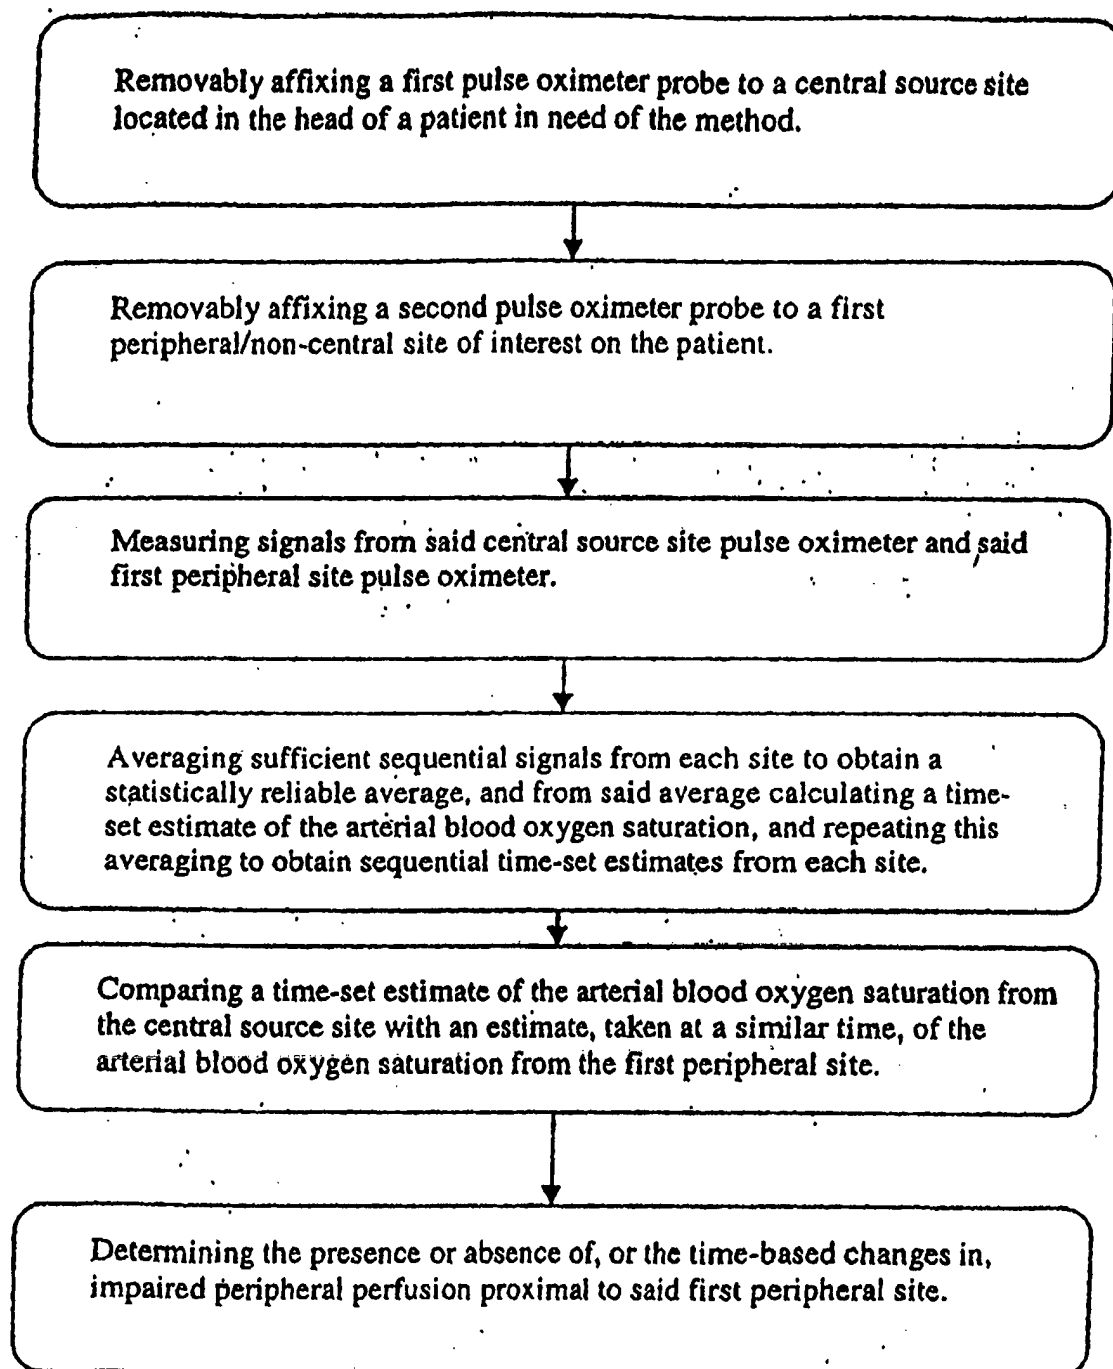 Removably affixing a first pulse oximeter probe to a central source site
located in the head of a patient in need of the method.
Removably affixing a second pulse oximeter probe to a first
peripheral/non-central site of interest on the patient.
Measuring signals from said central source site pulse oximeter and said
first peripheral site pulse oximeter.
Averaging sufficient sequential signals from each site to obtain a
statistically reliable average, and from said average calculating a time-
set estimate of the arterial blood oxygen saturation, and repeating this
averaging to obtain sequential time-set estimates from each site.
Comparing a time-set estimate of the arterial blood oxygen saturation from
the central source site with an estimate, taken at a similar time, of the
arterial blood oxygen saturation from the first peripheral site.
Determining the presence or absence of, or the time-based changes in,
impaired peripheral perfusion proximal to said first peripheral site.